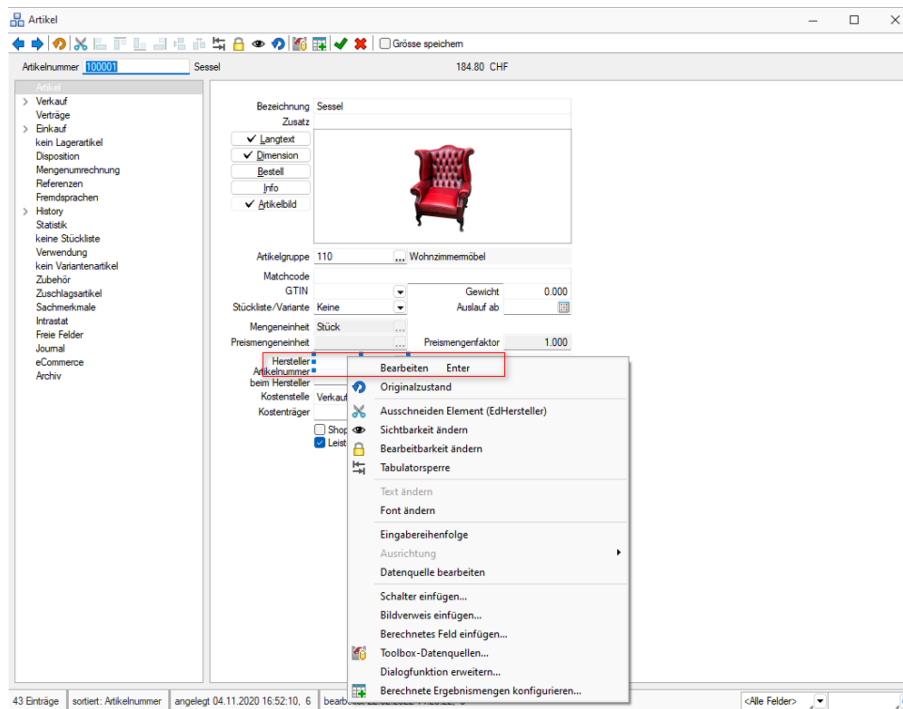 Artikel
Grösse speichern
Artikelnummer 100001 Sessel 184.80 CHF
Artikel
Verkauf
Verträge
Einkauf
kein Lagerartikel
Disposition
Mengenumrechnung
Referenzen
Fremdsprachen
History
Statistik
keine Stückliste
Verwendung
kein Variantenartikel
Zubehör
Zuschlagsartikel
Sachmerkmale
Intrastat
Freie Felder
Journal
eCommerce
Archiv
Bezeichnung Sessel
Zusatz
Langtext
Dimension
Bestell
Info
Artikelbild
Artikelgruppe 110 ... Wohnzimmermöbel
Matchcode
GTIN Gewicht 0.000
Stückliste/Variante Keine Auslauf ab
Mengeneinheit Stück ...
Preismengeneinheit ... Preismengenfaktor 1.000
Hersteller
Artikelnummer
beim Hersteller
Kostenstelle Verkauf
Kostenträger
Shop
Leist
Bearbeiten Enter
Originalzustand
Ausschneiden Element (EdHersteller)
Sichtbarkeit ändern
Bearbeitbarkeit ändern
Tabulatorsperre
Text ändern
Font ändern
Eingabereihenfolge
Ausrichtung
Datenquelle bearbeiten
Schalter einfügen...
Bildverweis einfügen...
Berechnetes Feld einfügen...
Toolbox-Datenquellen...
Dialogfunktion erweitern...
Berechnete Ergebnismengen konfigurieren...
43 Einträge sortiert: Artikelnummer angelegt 04.11.2020 16:52:10, 6 <Alle Felder>